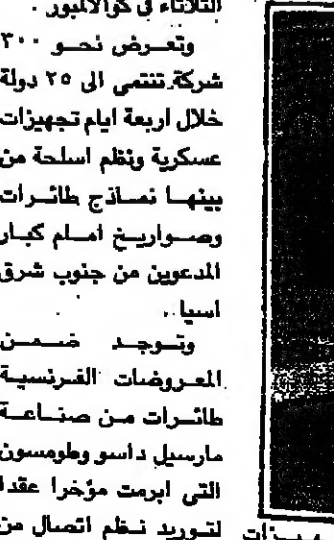 الثلاثاء في كوالالمبور .
وتعرض نحو ٣٠٠
شركة تنتمي الى ٢٥ دولة
خلال اربعة ايام تجهيزات
عسكرية ونظم اسلحة من
بينها نماذج طائرات
وصواريخ امام كبار
المدعوين من جنوب شرق
اسيا .
وتوجد ضمن
المعروضات الفرنسية
طائرات من صناعة
مارسيل داسو وطومسون
التي ابرمت مؤخرا عقدا
لتوريد نظم اتصال من